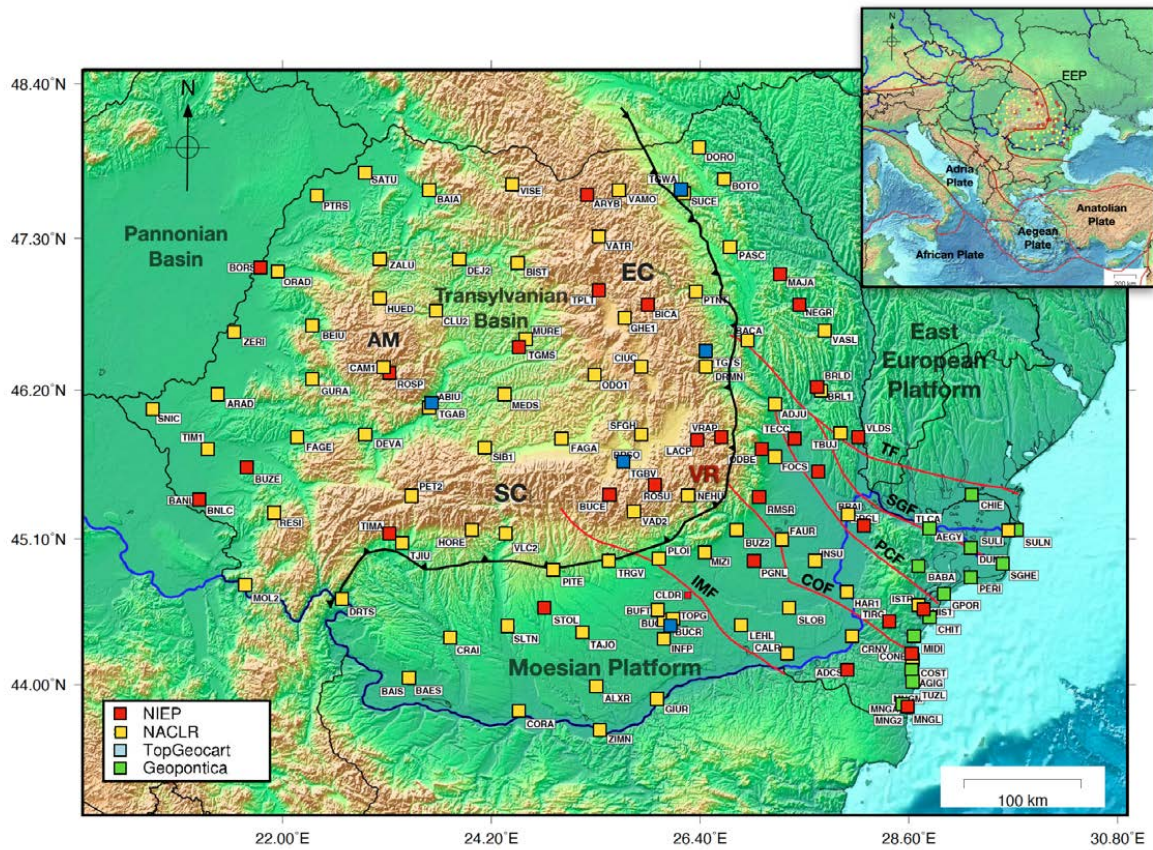 N
EEP
Adria
Plate
Anatolian
Plate
Aegean
Plate
African Plate
200 km
48.40°N
47.30°N
46.20°N
45.10°N
44.00°N
22.00°E
24.20°E
26.40°E
28.60°E
30.80°E
N
Pannonian
Basin
Transylvanian
Basin
East
European
Platform
Moesian Platform
AM
EC
SC
VR
TF
SGF
PCF
COF
IMF
DORO
SATU
VISE
TGWA
BOTO
PTRS
BAIA
ARYB
VAMO
SUCE
VATR
PASC
BORS
ORAD
ZALU
DEJ2
BIST
MAJA
TPLT
PTNT
HUED
CLU2
BICA
NEGR
GHE1
ZERI
BEIU
MURE
BACA
VASL
TGMS
CIUC
TGTS
CAM1
ROSP
ODO1
DRMN
GURA
BRLD
BRL1
SNIC
ARAD
ABIU
TGAB
MEDS
ADJU
TIM1
FAGE
DEVA
SFGH
VRAP
TECC
TBUJ
VLDS
SIB1
FAGA
LACP
ODBE
BUZE
TGBV
FOCS
BANL
BNLC
PET2
ROSU
NEHU
BUCE
RMSR
CHIE
RESI
VAD2
TIMA
TJIU
HORE
VLC2
BUZ2
FAUR
TLCA
AEGY
SULI
SULN
PLOI
MIZI
INSU
PITE
TRGV
PGNL
BABA
PERI
SGHE
MOL2
DRTS
CLDR
HAR1
GPOR
STOL
BUFT
TOPG
SLOB
TIRG
ISTR
HIST
CHIT
CRAI
SLTN
TAJO
BUCR
INFP
LEHL
CALR
CRNV
MIDI
CONE
BAIS
BAES
ADCS
COST
AGIG
ALXR
GIUR
TUZL
CORA
MNGA
MNG2
MNGL
ZIMN
NIEP
NACLR
TopGeocart
Geopontica
100 km